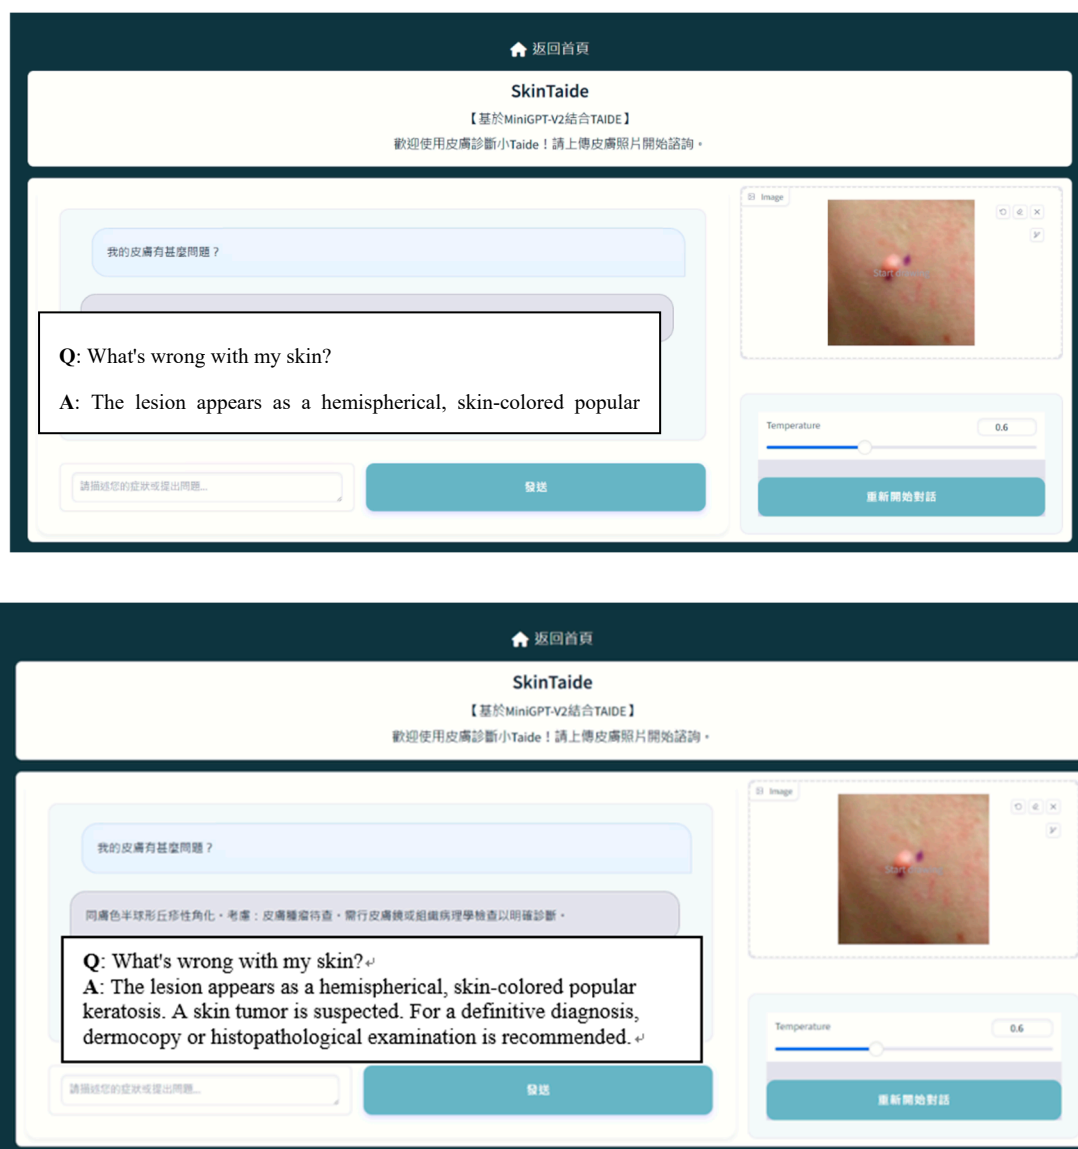 返回首頁
SkinTaide
【基於MiniGPT-V2結合TAIDE】
歡迎使用皮膚診斷小Taide！請上傳皮膚照片開始諮詢。
我的皮膚有甚麼問題？
Q: What's wrong with my skin?
A: The lesion appears as a hemispherical, skin-colored popular
請描述您的症狀或提出問題...
發送
Image
Temperature
0.6
重新開始對話
返回首頁
SkinTaide
【基於MiniGPT-V2結合TAIDE】
歡迎使用皮膚診斷小Taide！請上傳皮膚照片開始諮詢。
我的皮膚有甚麼問題？
同膚色半球形丘疹性角化。考慮：皮膚腫瘤待查。需行皮膚鏡或組織病理學檢查以明確診斷。
Q: What's wrong with my skin?↵
A: The lesion appears as a hemispherical, skin-colored popular
keratosis. A skin tumor is suspected. For a definitive diagnosis,
dermocopy or histopathological examination is recommended.↵
請描述您的症狀或提出問題...
發送
Image
Temperature
0.6
重新開始對話